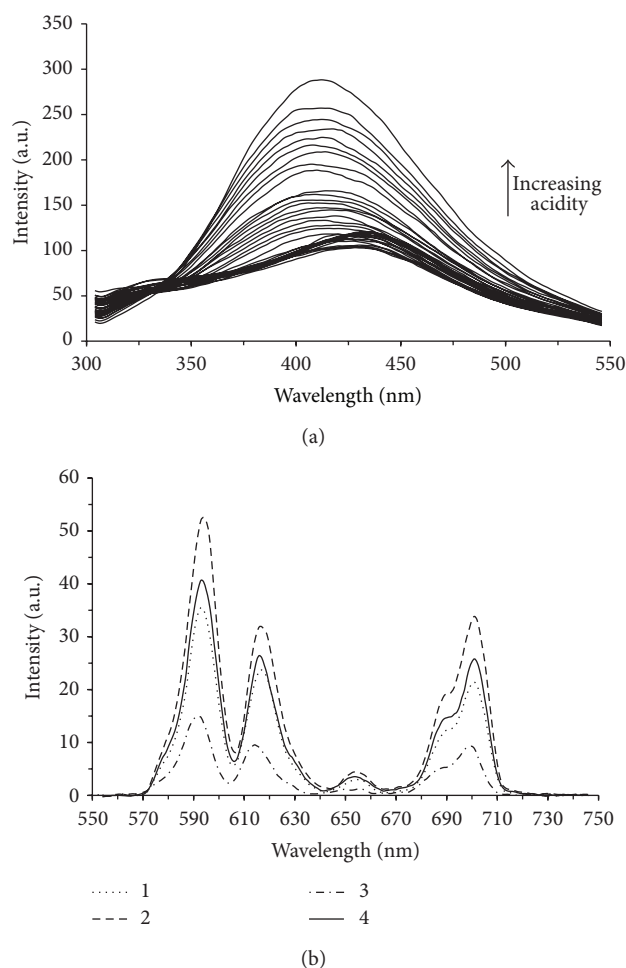 350
300
250
200
150
100
50
0
Intensity (a.u.)
Increasing
acidity
300 350 400 450 500 550
Wavelength (nm)
(a)
60
50
40
30
20
10
0
Intensity (a.u.)
550 570 590 610 630 650 670 690 710 730 750
Wavelength (nm)
1 3
2 4
(b)